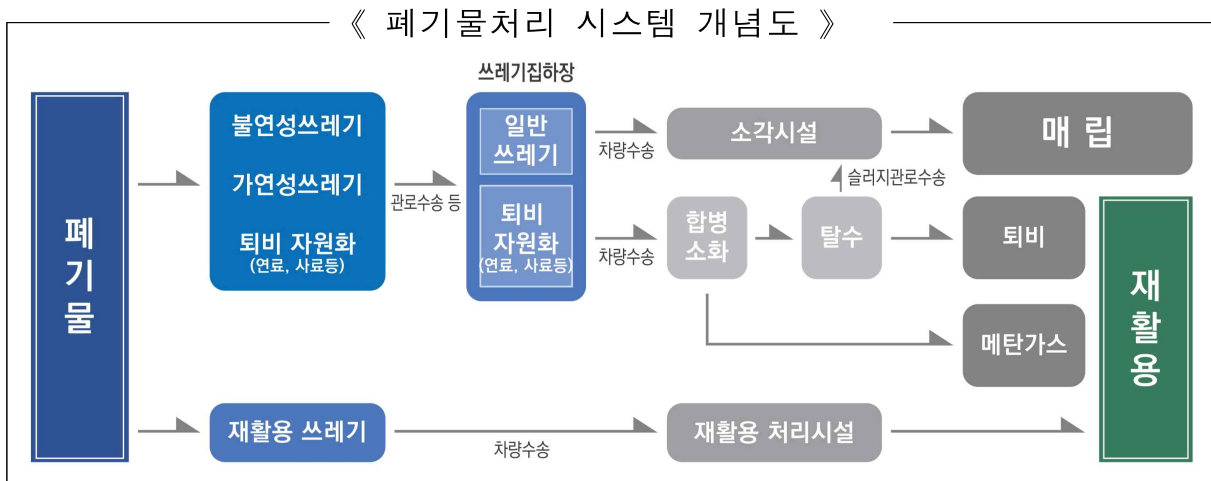 《 폐기물처리 시스템 개념도 》
쓰레기집하장
폐
기
물
불연성쓰레기
가연성쓰레기
퇴비 자원화
(연료, 사료등)
관로수송 등
일반
쓰레기
퇴비
자원화
(연료, 사료등)
차량수송
소각시설
매 립
슬러지관로수송
차량수송
합병
소화
탈수
퇴비
메탄가스
재
활
용
재활용 쓰레기
차량수송
재활용 처리시설